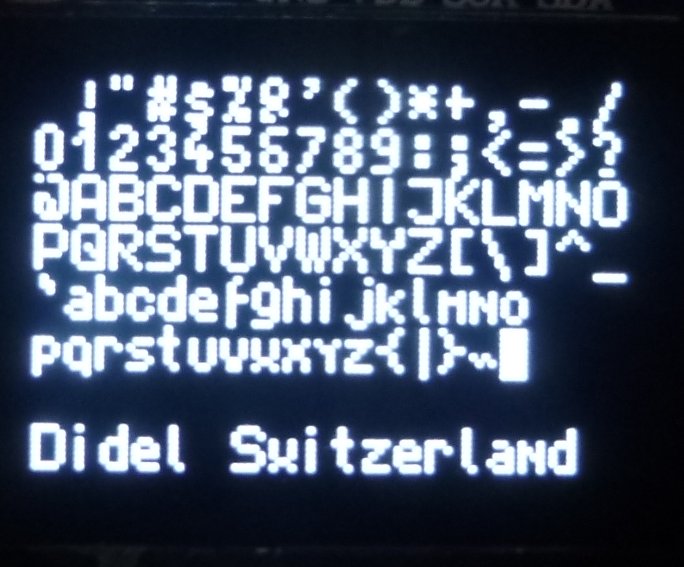 !"#$%&'()*+,-./
0123456789:;<=>?
@ABCDEFGHIJKLMNO
PQRSTUVWXYZ[\]^_
`abcdefghijklmno
pqrstuvwxyz{|}~█
Didel Switzerland